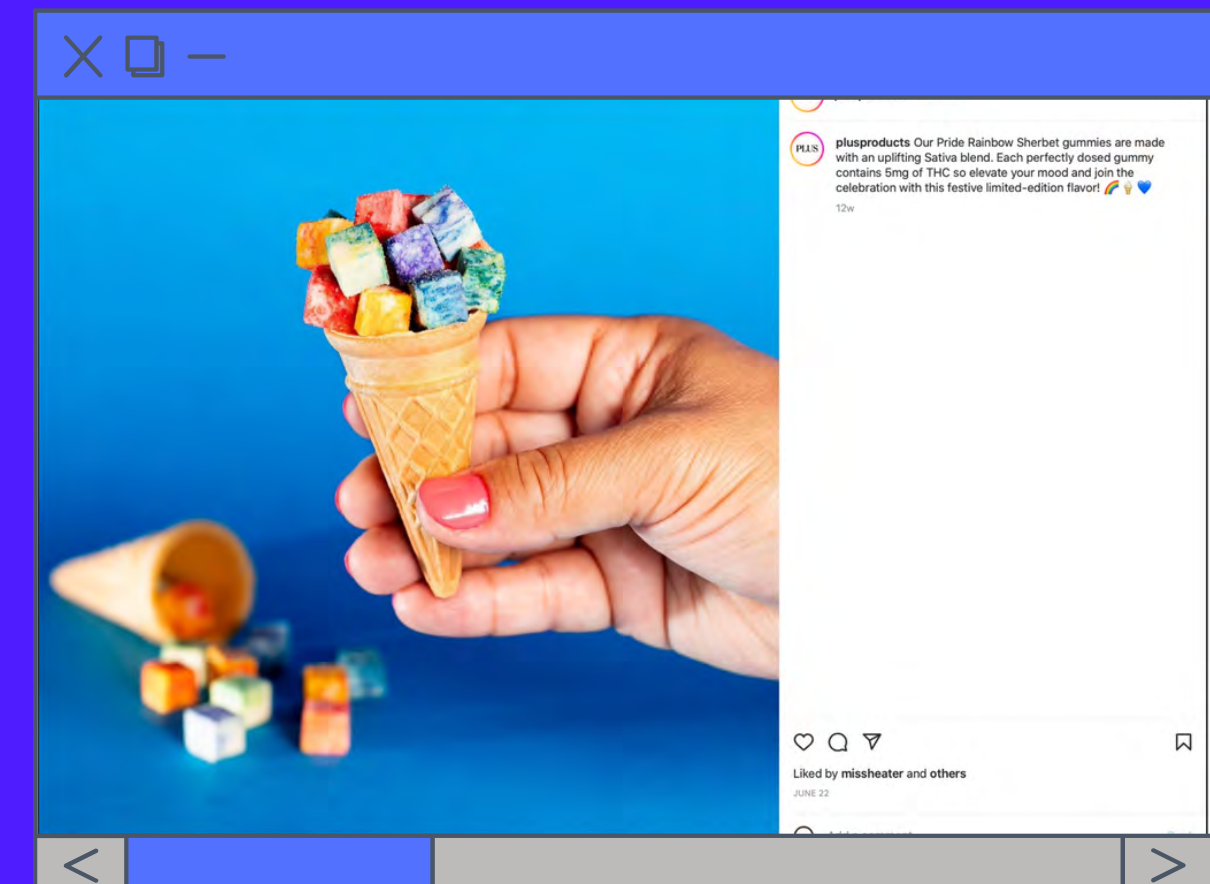 PLUS
plusproducts Our Pride Rainbow Sherbet gummies are made
with an uplifting Sativa blend. Each perfectly dosed gummy
contains 5mg of THC so elevate your mood and join the
celebration with this festive limited-edition flavor! 🌈🍦💙
12w
Liked by missheater and others
JUNE 22